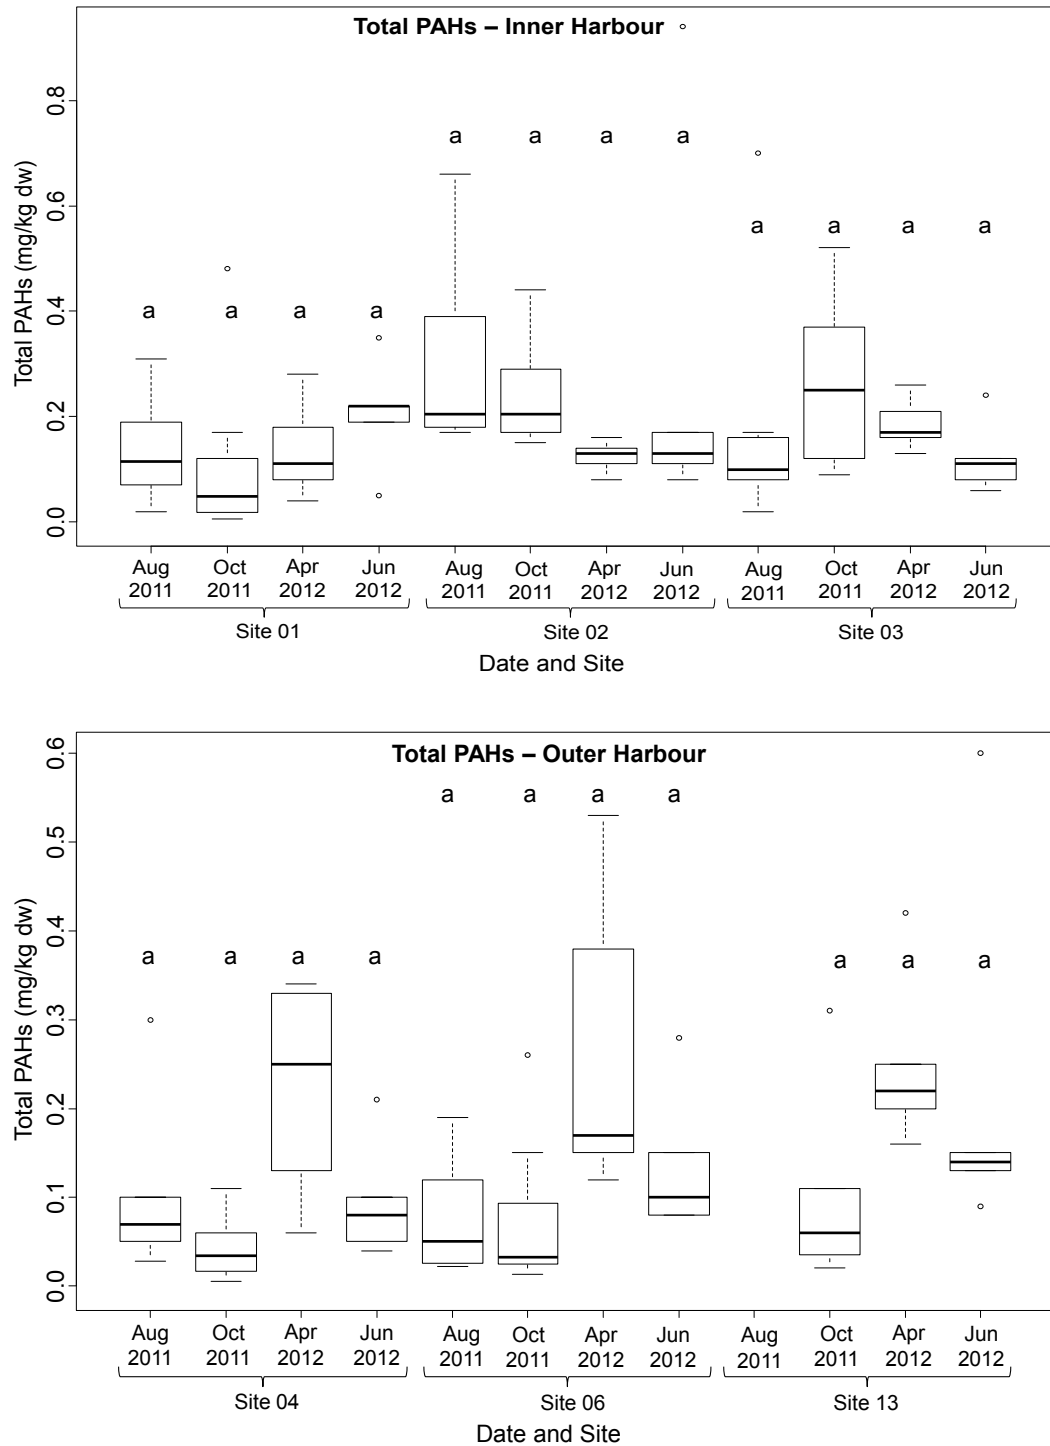 Total PAHs – Inner Harbour
Total PAHs (mg/kg dw)
0.8
0.6
0.4
0.2
0.0
a a a a
a a a a
a a a a
Aug Oct Apr Jun Aug Oct Apr Jun Aug Oct Apr Jun
2011 2011 2012 2012 2011 2011 2012 2012 2011 2011 2012 2012
Site 01 Site 02 Site 03
Date and Site
Total PAHs – Outer Harbour
Total PAHs (mg/kg dw)
0.6
0.5
0.4
0.3
0.2
0.1
0.0
a a a a
a a a a a a a
Aug Oct Apr Jun Aug Oct Apr Jun Aug Oct Apr Jun
2011 2011 2012 2012 2011 2011 2012 2012 2011 2011 2012 2012
Site 04 Site 06 Site 13
Date and Site